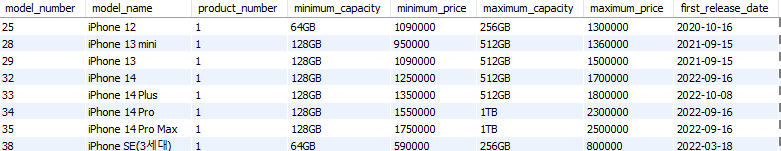 model_number model_name product_number minimum_capacity minimum_price maximum_capacity maximum_price first_release_date
25 iPhone 12 1 64GB 1090000 256GB 1300000 2020-10-16
28 iPhone 13 mini 1 128GB 950000 512GB 1360000 2021-09-15
29 iPhone 13 1 128GB 1090000 512GB 1500000 2021-09-15
32 iPhone 14 1 128GB 1250000 512GB 1700000 2022-09-16
33 iPhone 14 Plus 1 128GB 1350000 512GB 1800000 2022-10-08
34 iPhone 14 Pro 1 128GB 1550000 1TB 2300000 2022-09-16
35 iPhone 14 Pro Max 1 128GB 1750000 1TB 2500000 2022-09-16
38 iPhone SE(3세대) 1 64GB 590000 256GB 800000 2022-03-18